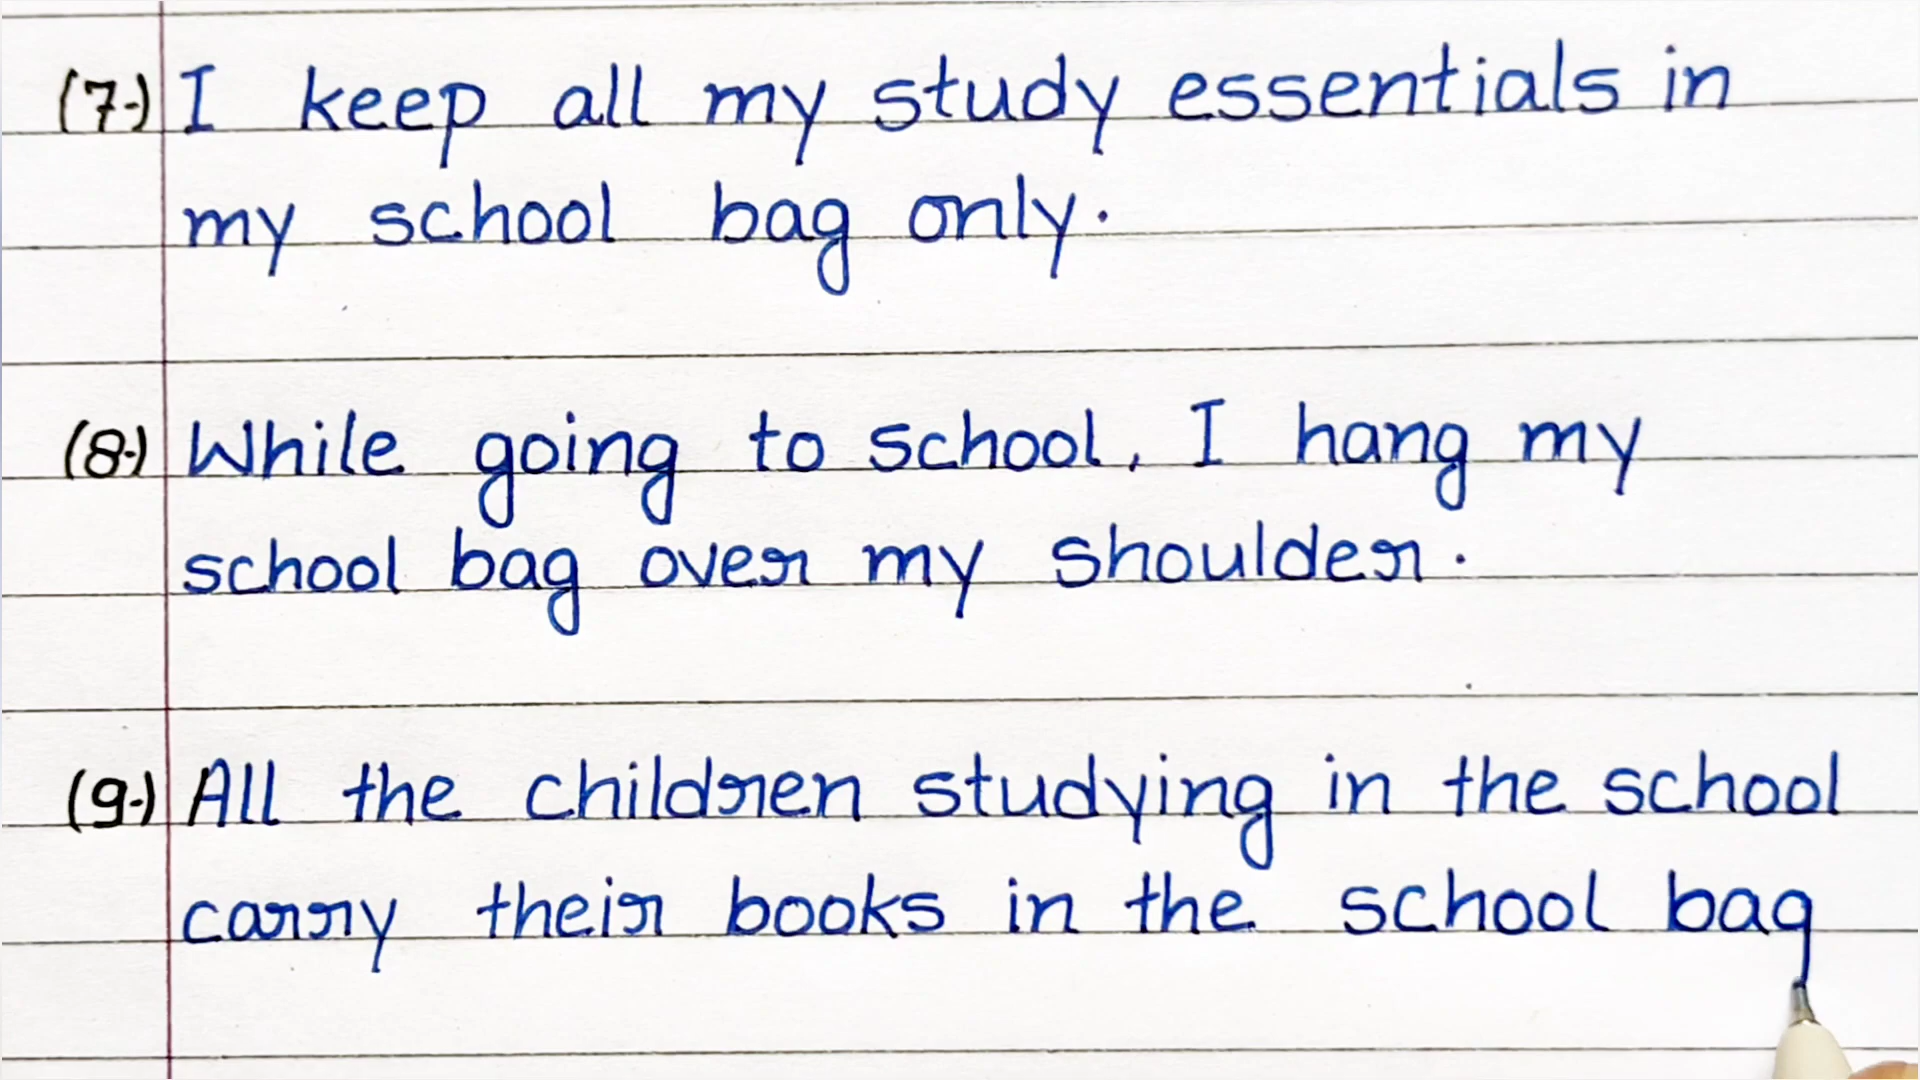 (7.) I keep all my study essentials in
my school bag only.
(8.) While going to school, I hang my
school bag over my shoulder.
(9.) All the children studying in the school
carry their books in the school bag